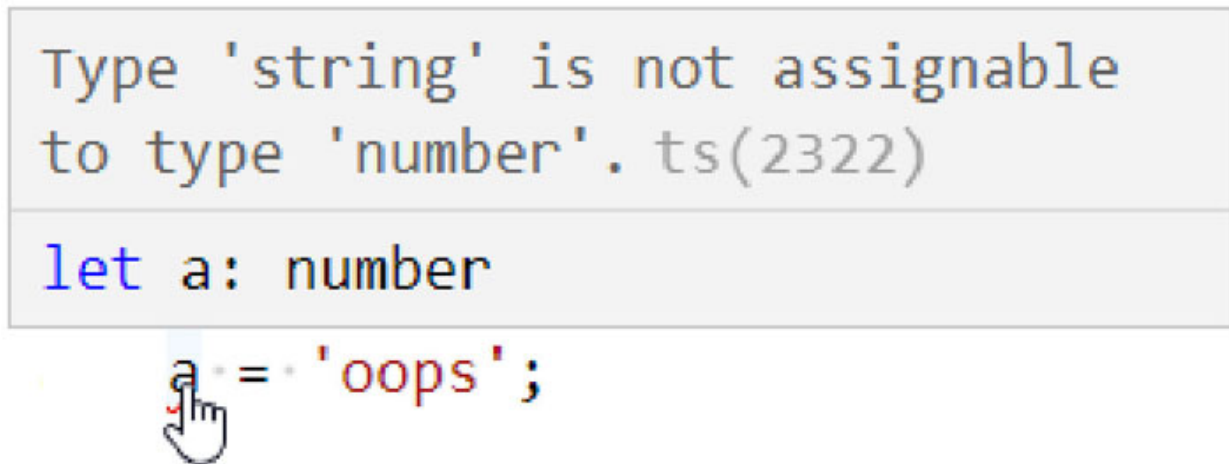 Type 'string' is not assignable
to type 'number'. ts(2322)
let a: number
a = 'oops';